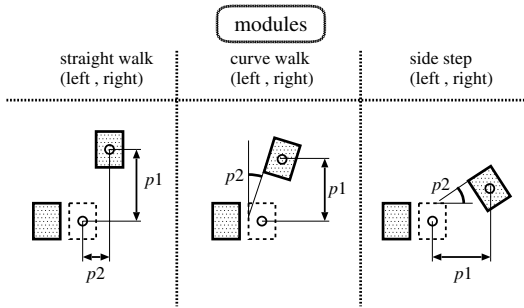 modules
straight walk
(left , right)
curve walk
(left , right)
side step
(left , right)
p1
p2
p2
p1
p2
p1